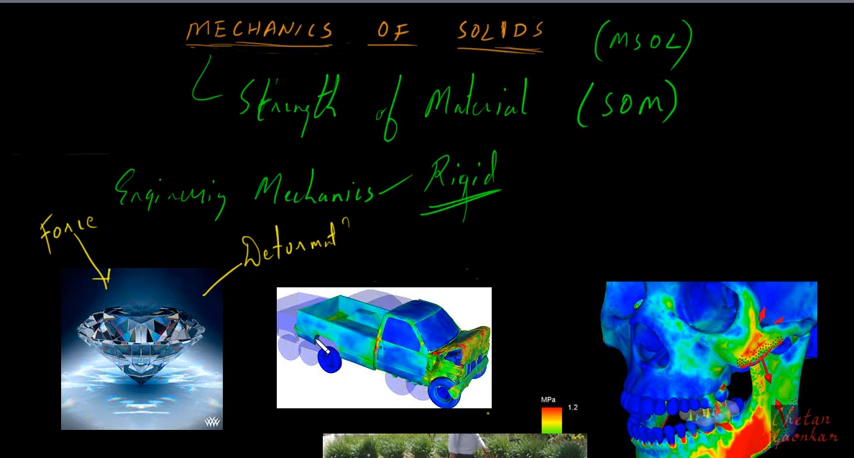 MECHANICS OF SOLIDS (MSOL)
Strength of Material (SOM)
Engineering Mechanics Rigid
Force
Deformatⁿ
MPa
1.2
Chetan
Gaonkar